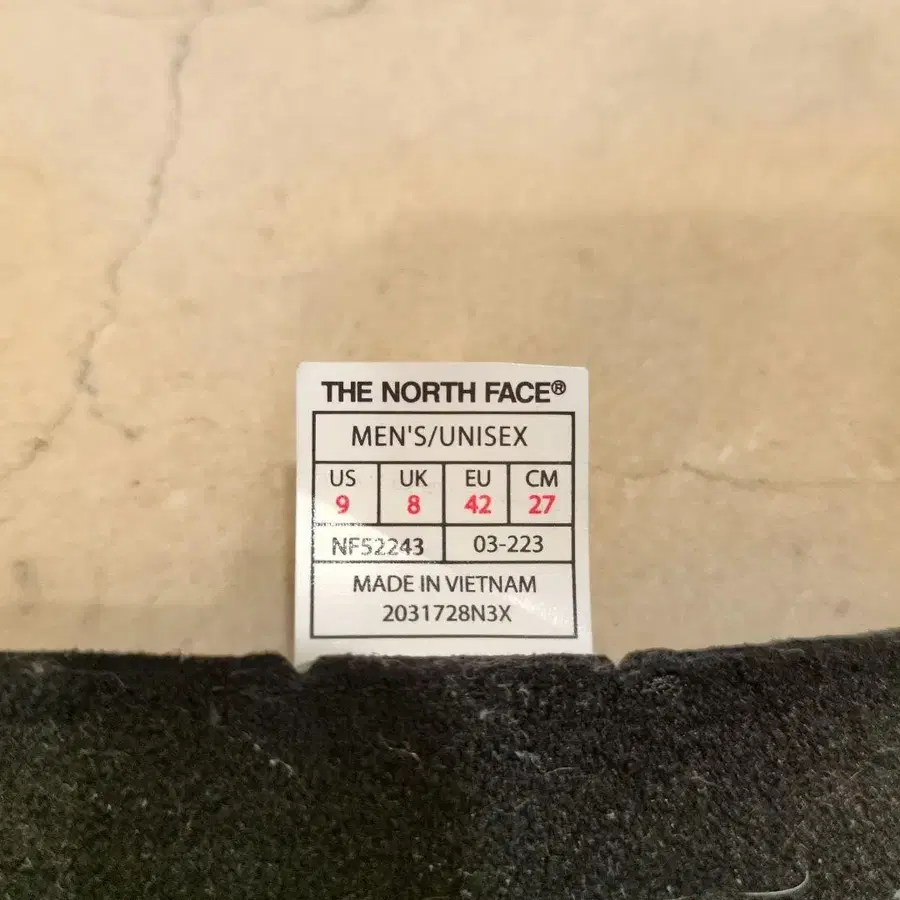 THE NORTH FACE®
MEN'S/UNISEX
US UK EU CM
9 8 42 27
NF52243 03-223
MADE IN VIETNAM
2031728N3X